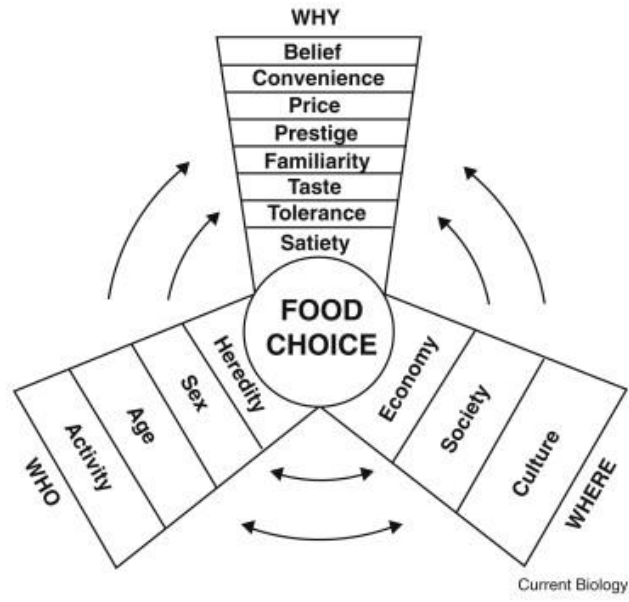 WHY
Belief
Convenience
Price
Prestige
Familiarity
Taste
Tolerance
Satiety
FOOD
CHOICE
Heredity
Sex
Age
Activity
WHO
Economy
Society
Culture
WHERE
Current Biology